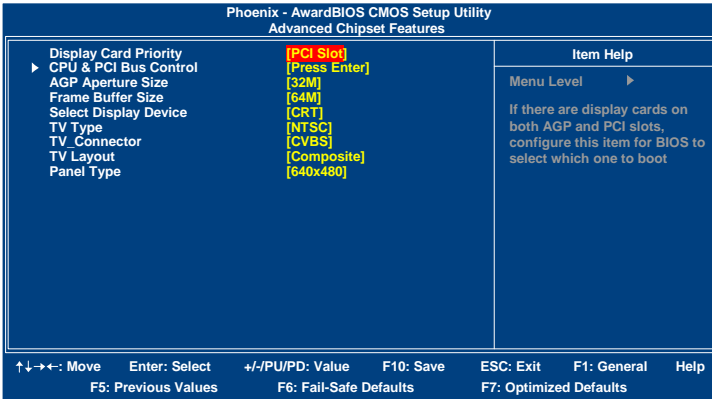 Phoenix - AwardBIOS CMOS Setup Utility
Advanced Chipset Features
Display Card Priority [PCI Slot]
CPU & PCI Bus Control [Press Enter]
AGP Aperture Size [32M]
Frame Buffer Size [64M]
Select Display Device [CRT]
TV Type [NTSC]
TV_Connector [CVBS]
TV Layout [Composite]
Panel Type [640x480]
Item Help
Menu Level
If there are display cards on
both AGP and PCI slots,
configure this item for BIOS to
select which one to boot
↑↓→←: Move Enter: Select +/-/PU/PD: Value F10: Save ESC: Exit F1: General Help
F5: Previous Values F6: Fail-Safe Defaults F7: Optimized Defaults